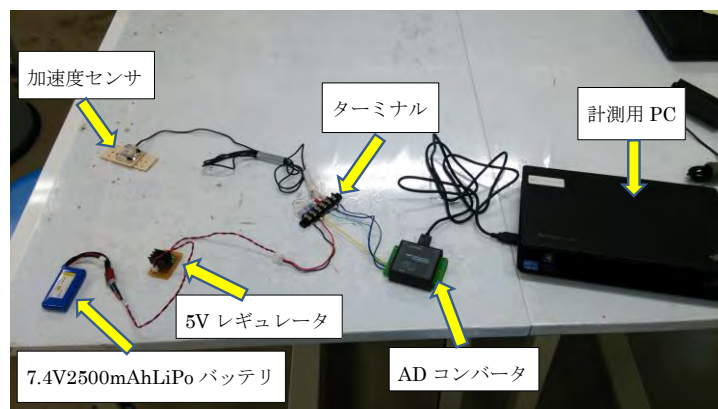 加速度センサ
ターミナル
計測用 PC
5V レギュレータ
7.4V2500mAhLiPo バッテリ
AD コンバータ